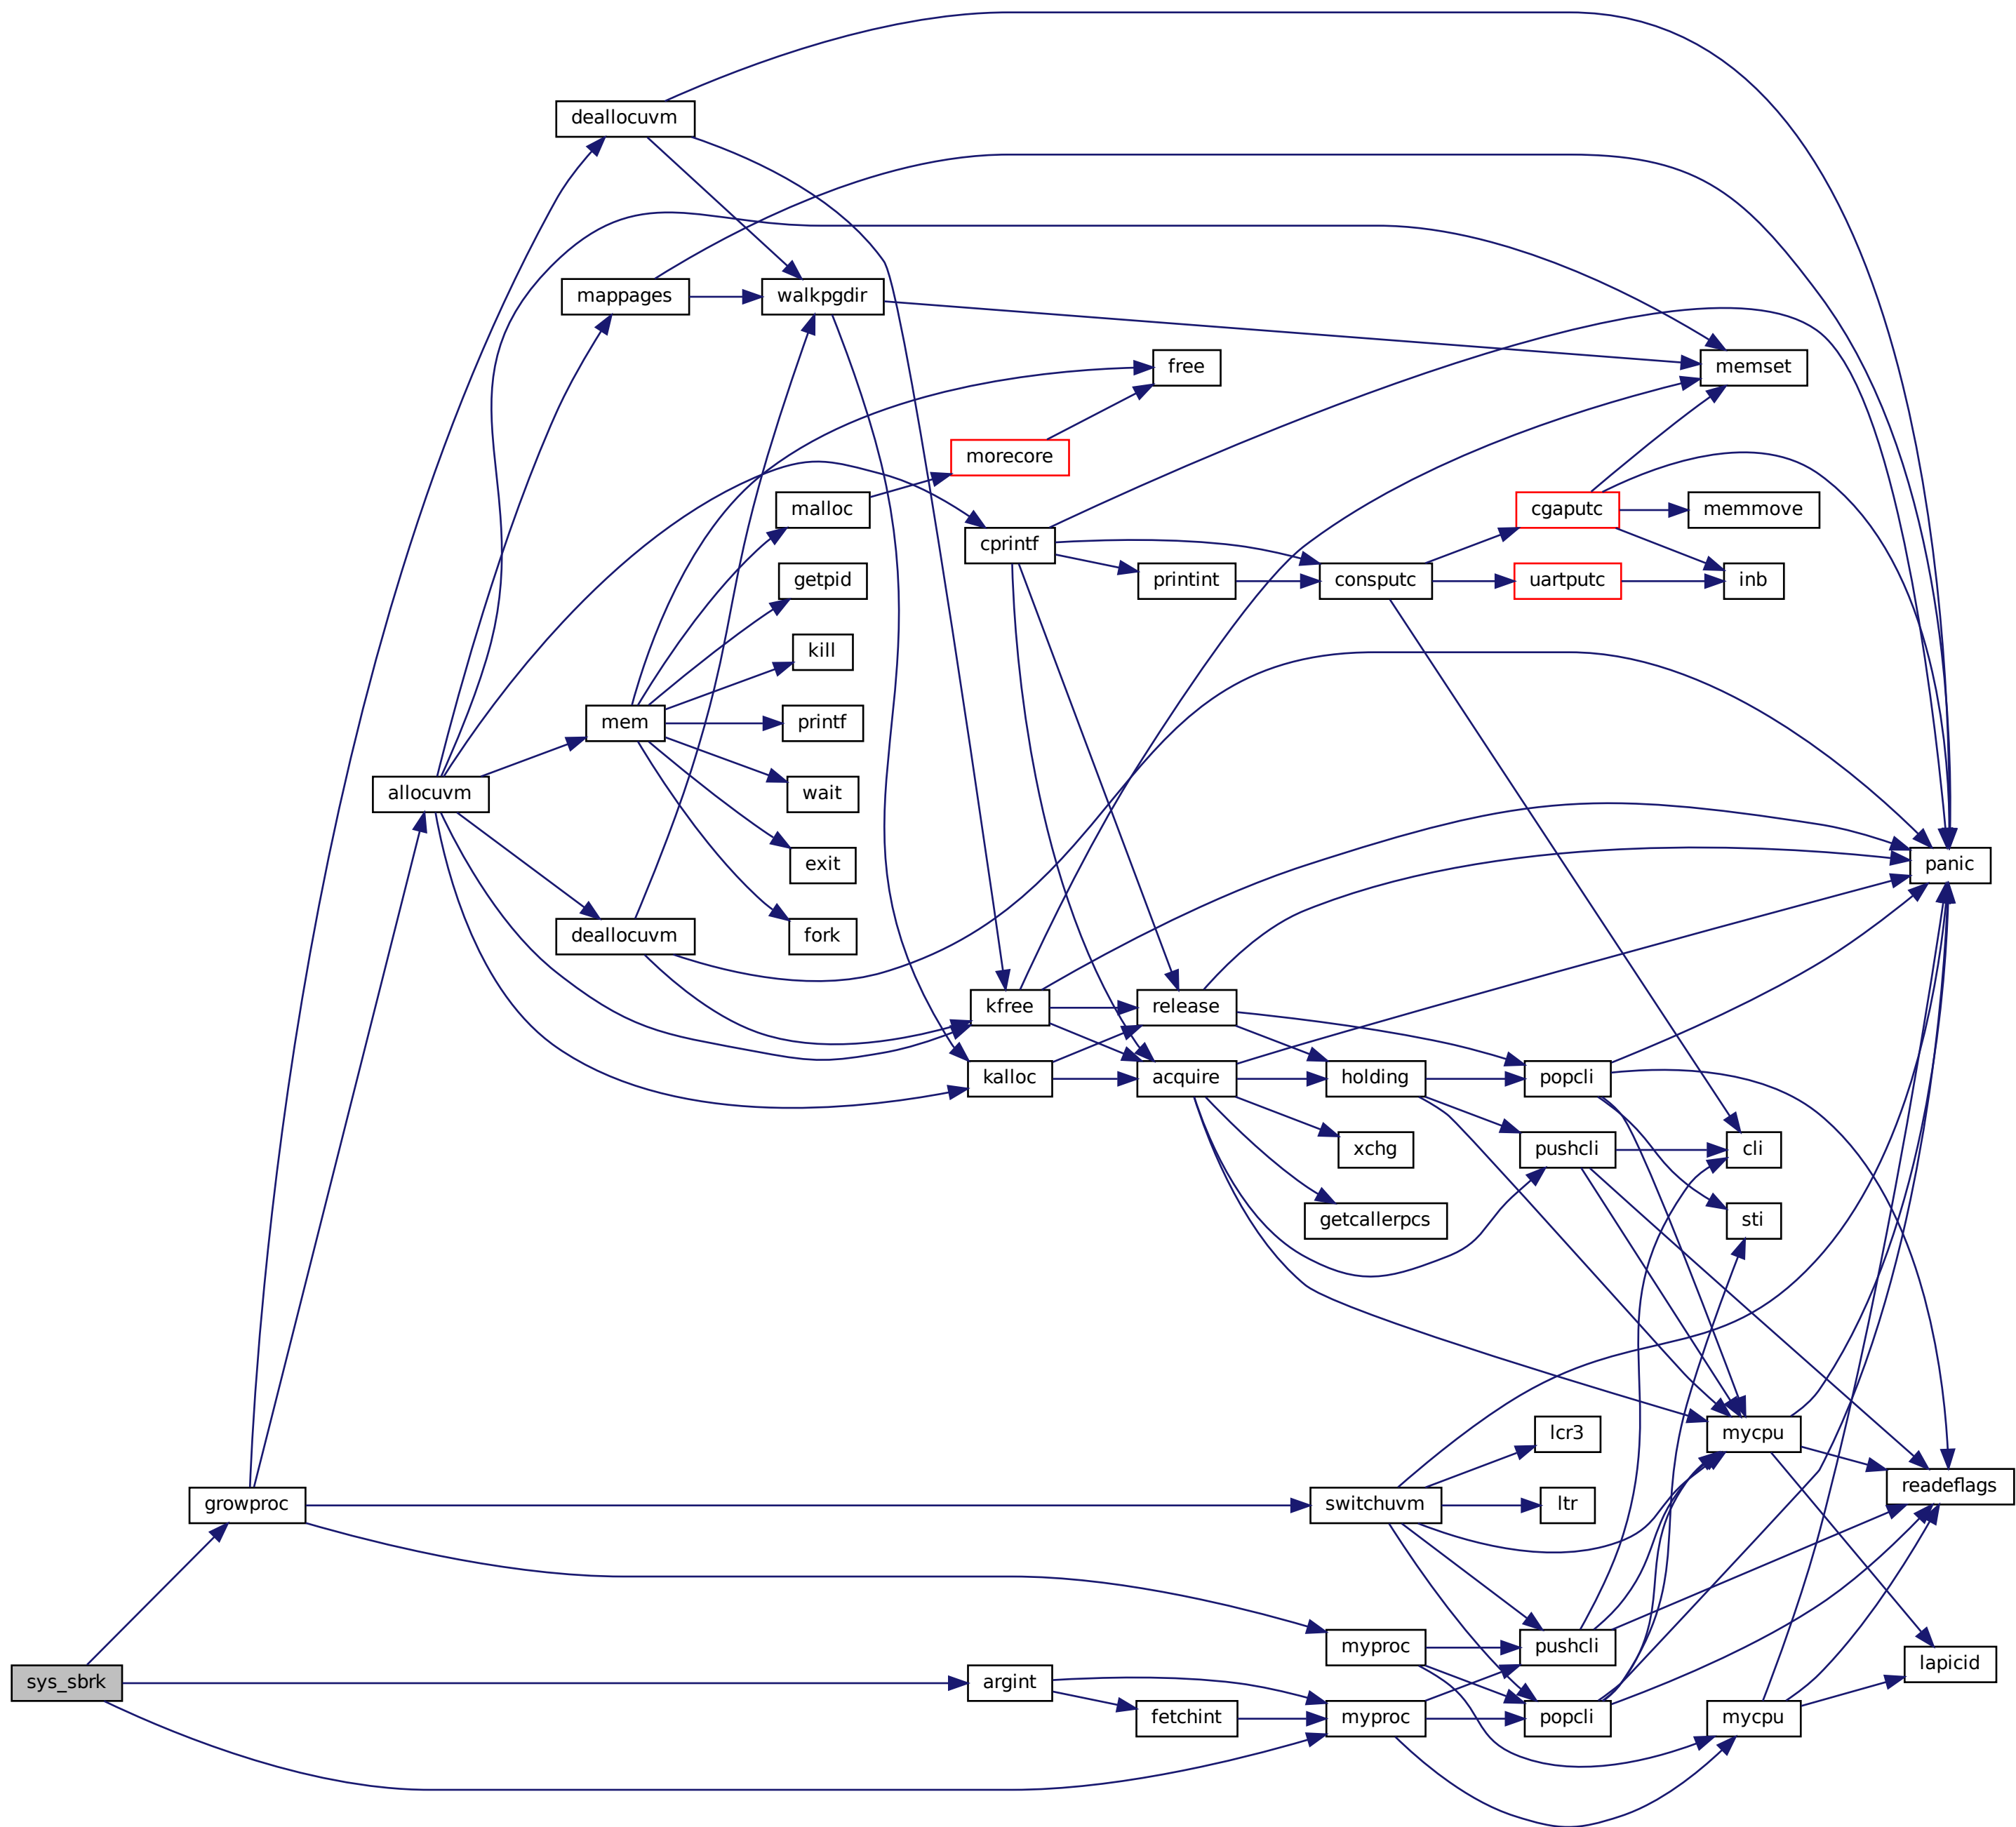 deallocuvm
mappages
walkpgdir
free
memset
morecore
malloc
cgaputc
memmove
cprintf
getpid
printint
consputc
uartputc
inb
kill
mem
printf
allocuvm
wait
exit
panic
deallocuvm
fork
kfree
release
kalloc
acquire
holding
popcli
xchg
pushcli
cli
getcallerpcs
sti
lcr3
mycpu
growproc
switchuvm
ltr
readeflags
myproc
pushcli
lapicid
sys_sbrk
argint
fetchint
myproc
popcli
mycpu